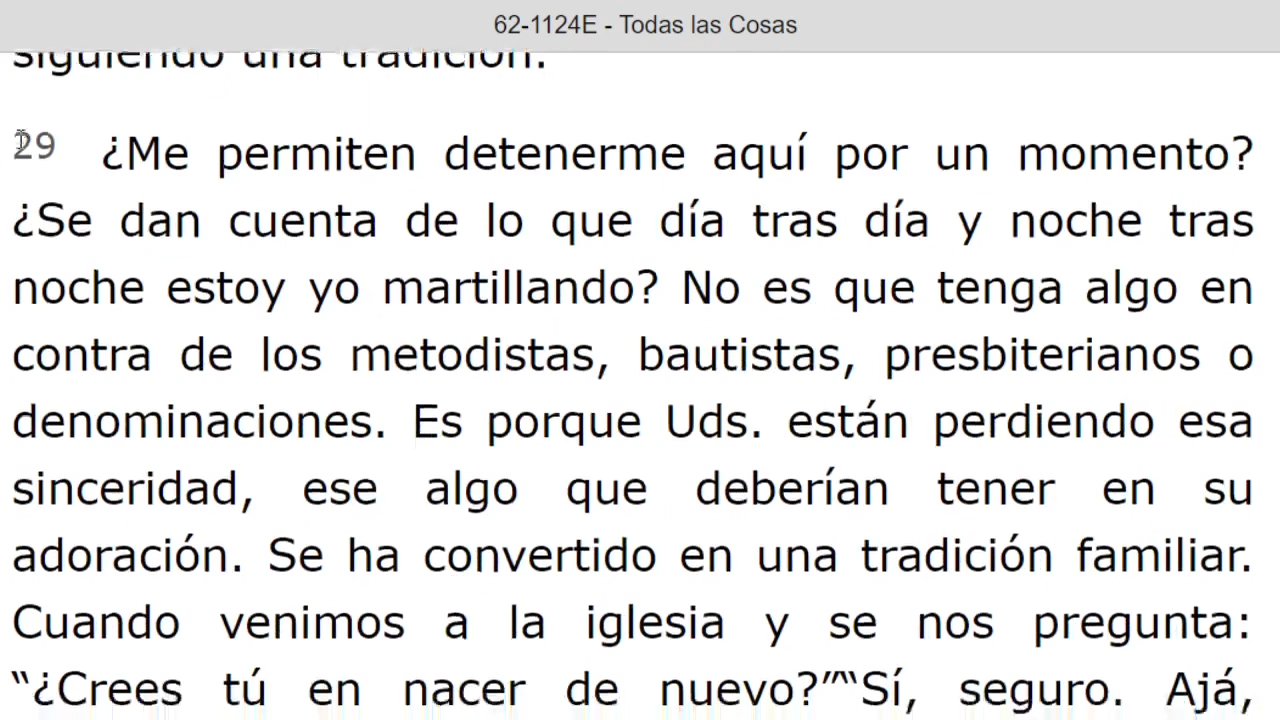 62-1124E - Todas las Cosas
siguiendo una tradición.
29 ¿Me permiten detenerme aquí por un momento?
¿Se dan cuenta de lo que día tras día y noche tras
noche estoy yo martillando? No es que tenga algo en
contra de los metodistas, bautistas, presbiterianos o
denominaciones. Es porque Uds. están perdiendo esa
sinceridad, ese algo que deberían tener en su
adoración. Se ha convertido en una tradición familiar.
Cuando venimos a la iglesia y se nos pregunta:
“¿Crees tú en nacer de nuevo?”“Sí, seguro. Ajá,